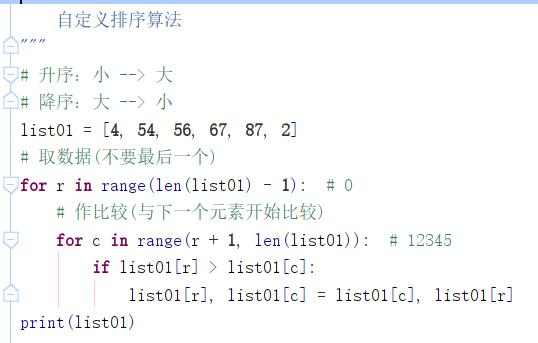 自定义排序算法
"""
# 升序: 小 --> 大
# 降序: 大 --> 小
list01 = [4, 54, 56, 67, 87, 2]
# 取数据(不要最后一个)
for r in range(len(list01) - 1):  # 0
    # 作比较(与下一个元素开始比较)
    for c in range(r + 1, len(list01)):  # 12345
        if list01[r] > list01[c]:
            list01[r], list01[c] = list01[c], list01[r]
print(list01)